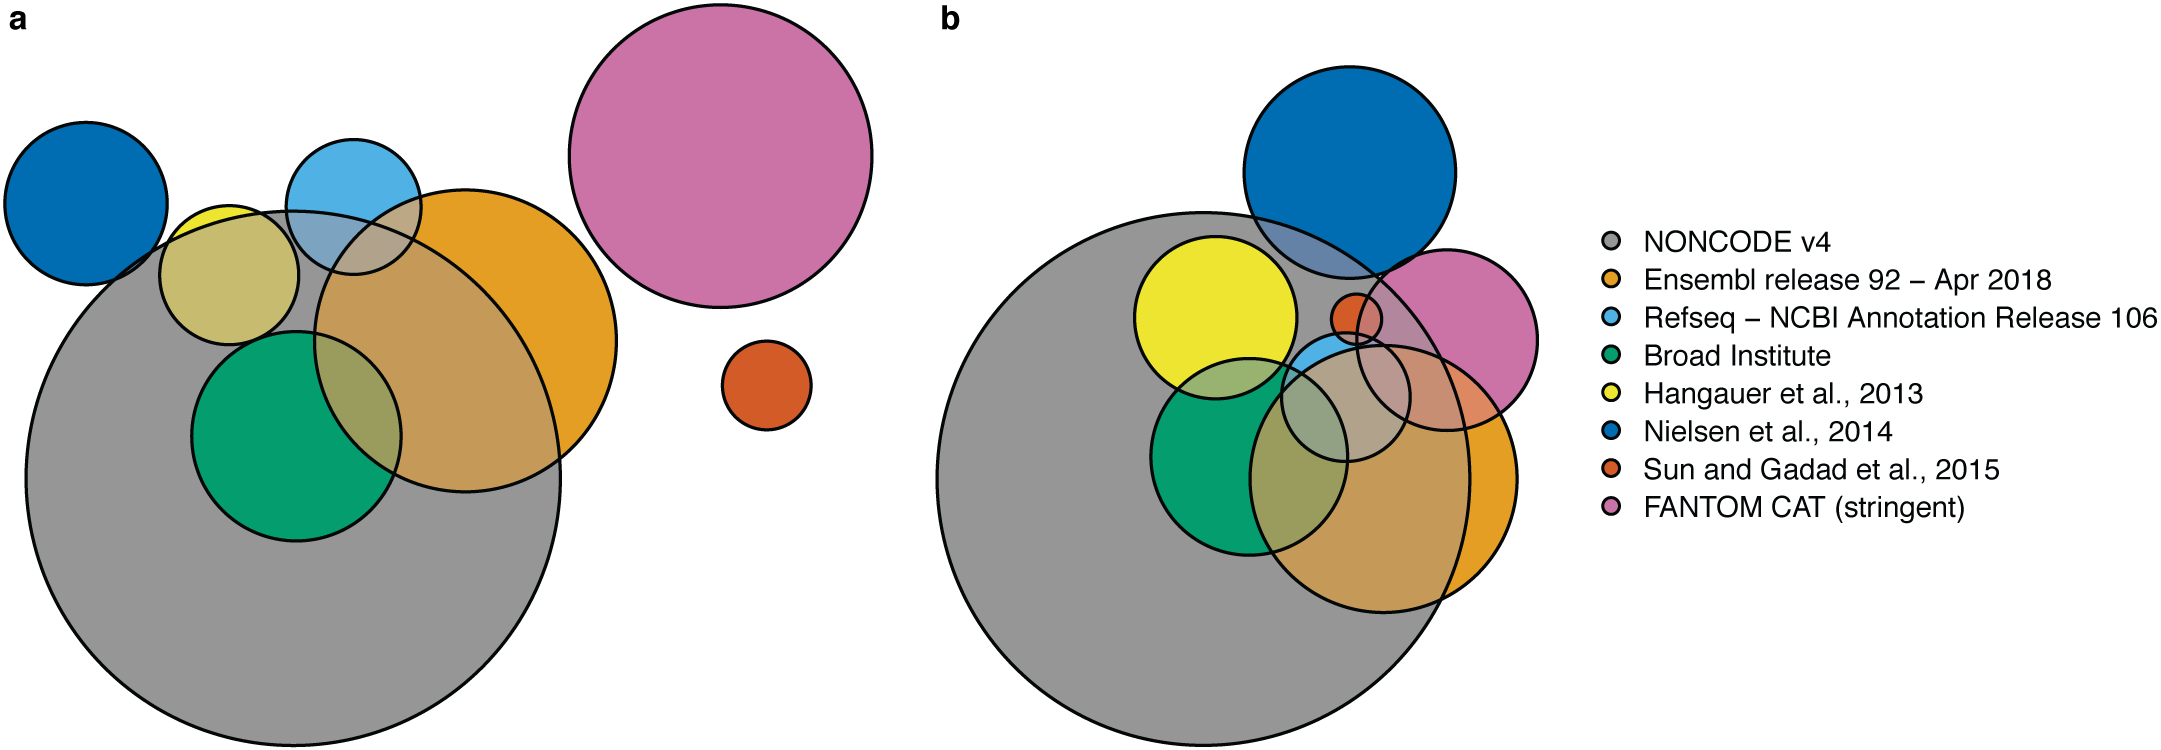 a
b
NONCODE v4
Ensembl release 92 – Apr 2018
Refseq – NCBI Annotation Release 106
Broad Institute
Hangauer et al., 2013
Nielsen et al., 2014
Sun and Gadad et al., 2015
FANTOM CAT (stringent)